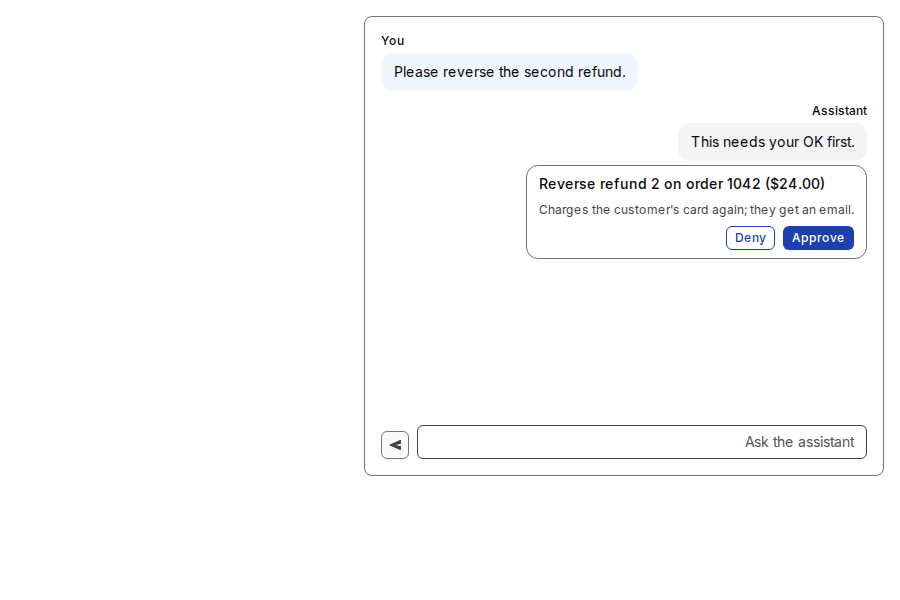 You
Please reverse the second refund.
Assistant
This needs your OK first.
Reverse refund 2 on order 1042 ($24.00)
Charges the customer's card again; they get an email.
Deny
Approve
Ask the assistant